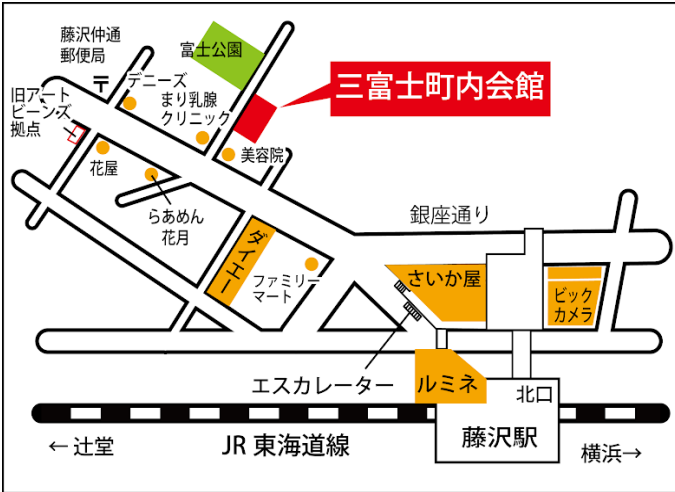 藤沢仲通
郵便局
〒
富士公園
三富士町内会館
デニーズ
まり乳腺
クリニック
旧アート
ビーンズ
拠点
美容院
花屋
らあめん
花月
銀座通り
ダイエー
ファミリー
マート
さいか屋
ビック
カメラ
エスカレーター
ルミネ
北口
藤沢駅
←辻堂
JR 東海道線
横浜→